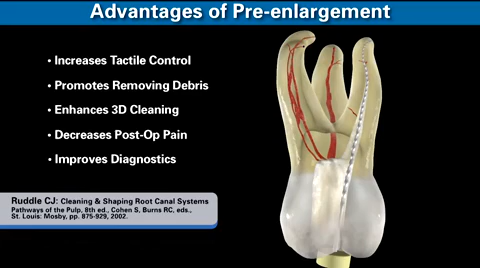 Advantages of Pre-enlargement
• Increases Tactile Control
• Promotes Removing Debris
• Enhances 3D Cleaning
• Decreases Post-Op Pain
• Improves Diagnostics
Ruddle CJ: Cleaning & Shaping Root Canal Systems
Pathways of the Pulp, 8th ed., Cohen S, Burns RC, eds.,
St. Louis: Mosby, pp. 875-929, 2002.